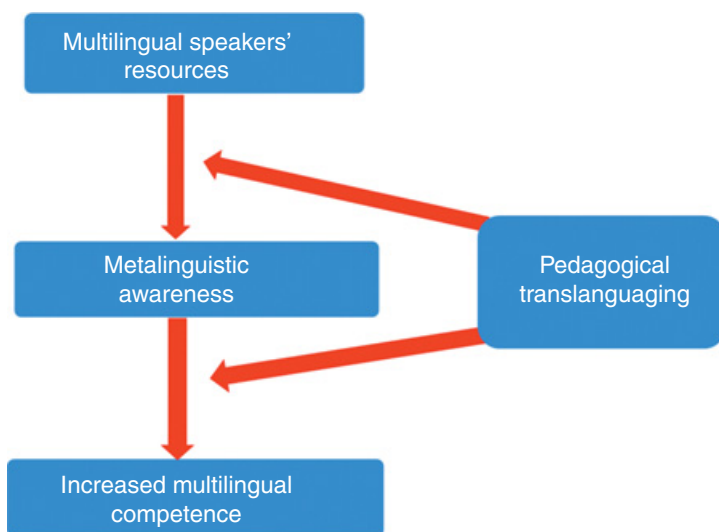 Multilingual speakers’
resources
Metalinguistic
awareness
Pedagogical
translanguaging
Increased multilingual
competence